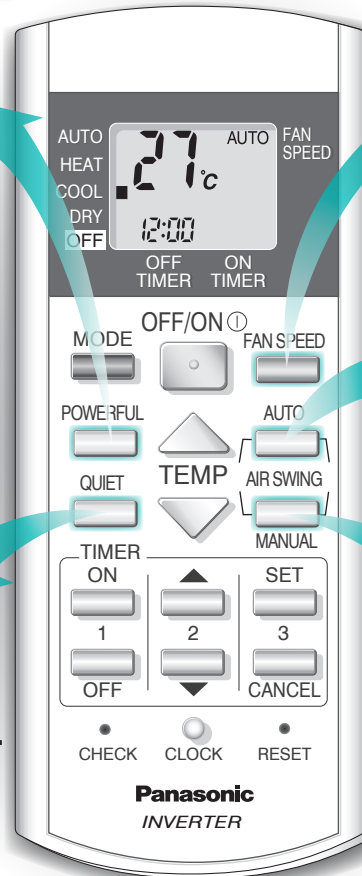 AUTO
HEAT
COOL
DRY
OFF
27°C
AUTO
12:00
FAN
SPEED
OFF
TIMER
ON
TIMER
OFF/ON
MODE
FAN SPEED
POWERFUL
AUTO
TEMP
QUIET
AIR SWING
MANUAL
TIMER
ON
SET
1
2
3
OFF
CANCEL
CHECK
CLOCK
RESET
Panasonic
INVERTER